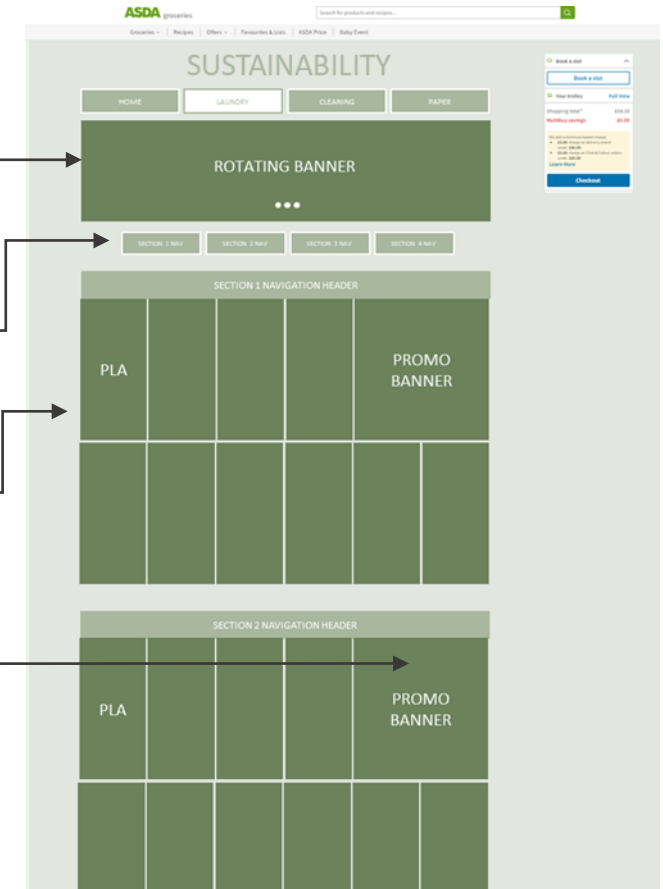 ASDA groceries
Search for products and recipes...
Groceries
Recipes
Offers
Favourites & Lists
ASDA Price
Baby Event
SUSTAINABILITY
HOME
LAUNDRY
CLEANING
PAPER
ROTATING BANNER
SECTION 1 NAV
SECTION 2 NAV
SECTION 3 NAV
SECTION 4 NAV
SECTION 1 NAVIGATION HEADER
PLA
PROMO
BANNER
SECTION 2 NAVIGATION HEADER
PLA
PROMO
BANNER
Book a slot
Book a slot
Your trolley
Full View
Shopping total*
Multibuy savings
£0.00
Learn More
Checkout